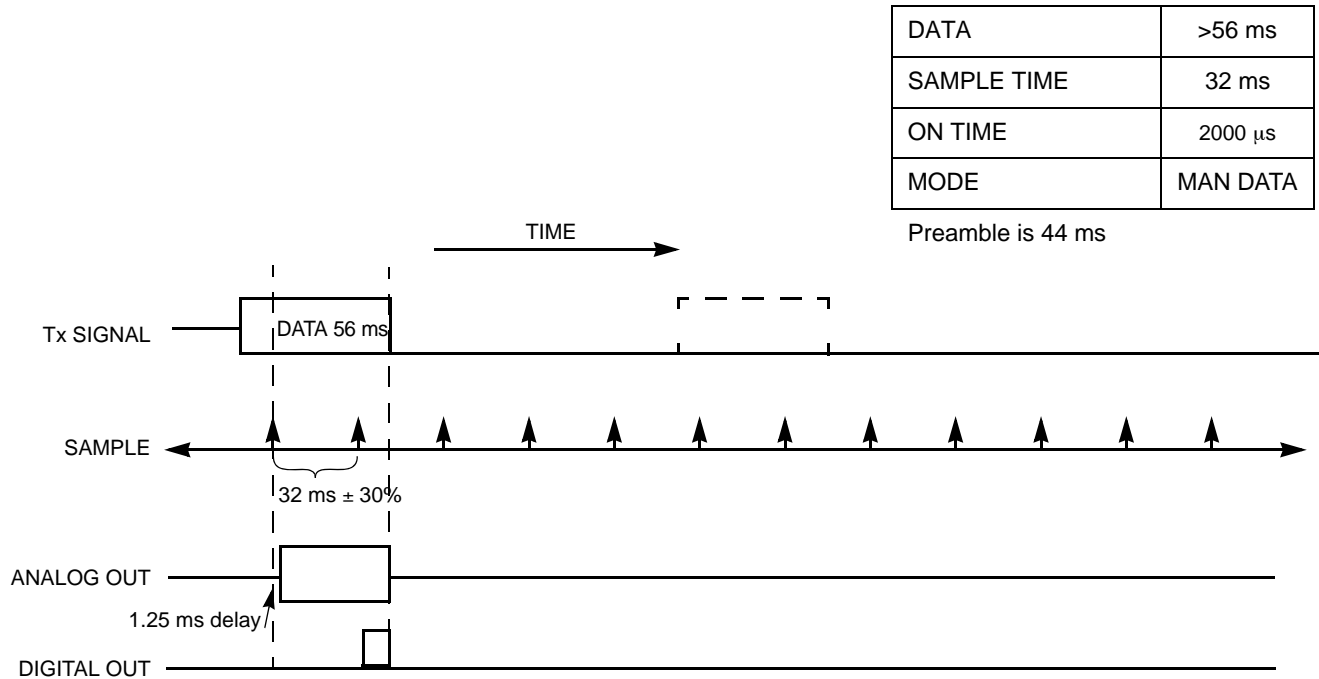 DATA >56 ms
SAMPLE TIME 32 ms
ON TIME 2000 μs
MODE MAN DATA
Preamble is 44 ms
TIME
Tx SIGNAL DATA 56 ms
SAMPLE
32 ms ± 30%
ANALOG OUT
1.25 ms delay
DIGITAL OUT